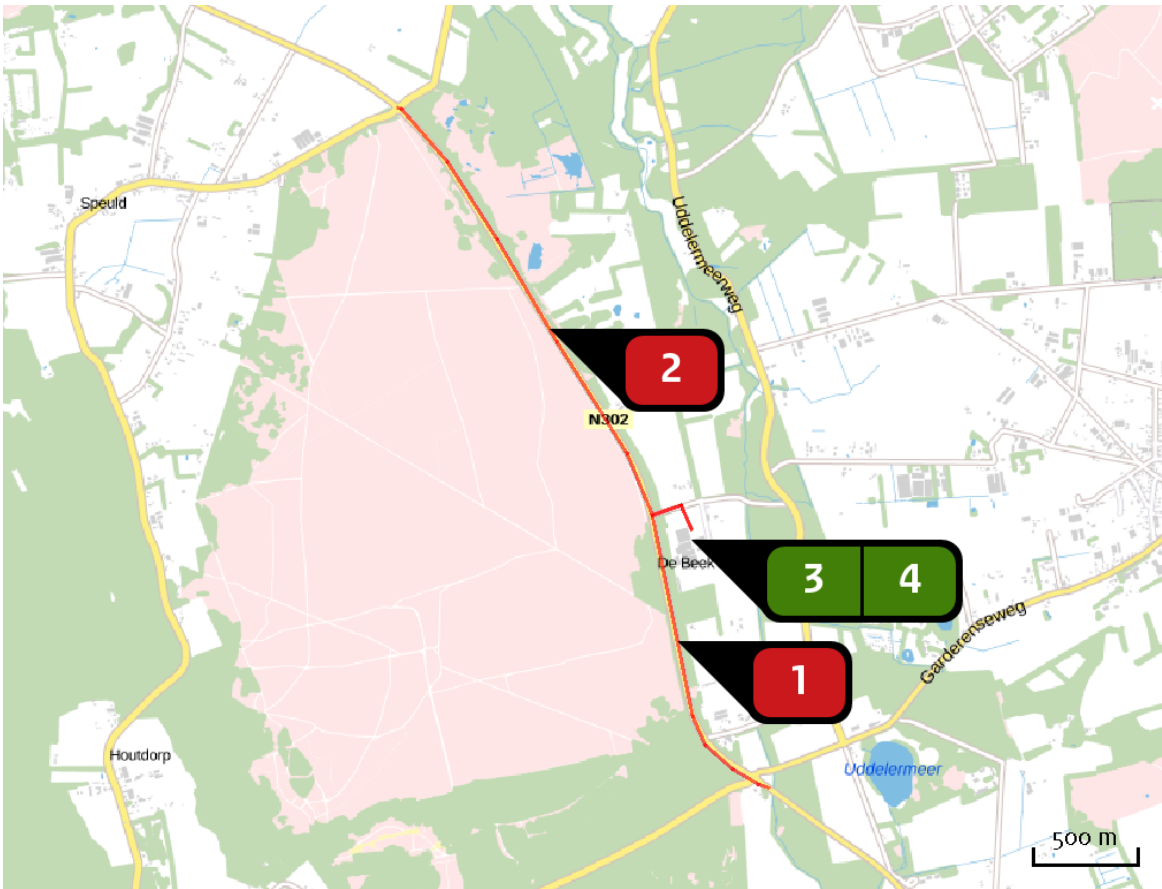 Speuld
Uddelermeerweg
2
N302
De Beek
3
4
Garderenseweg
1
Houtdorp
Uddelermeer
500 m